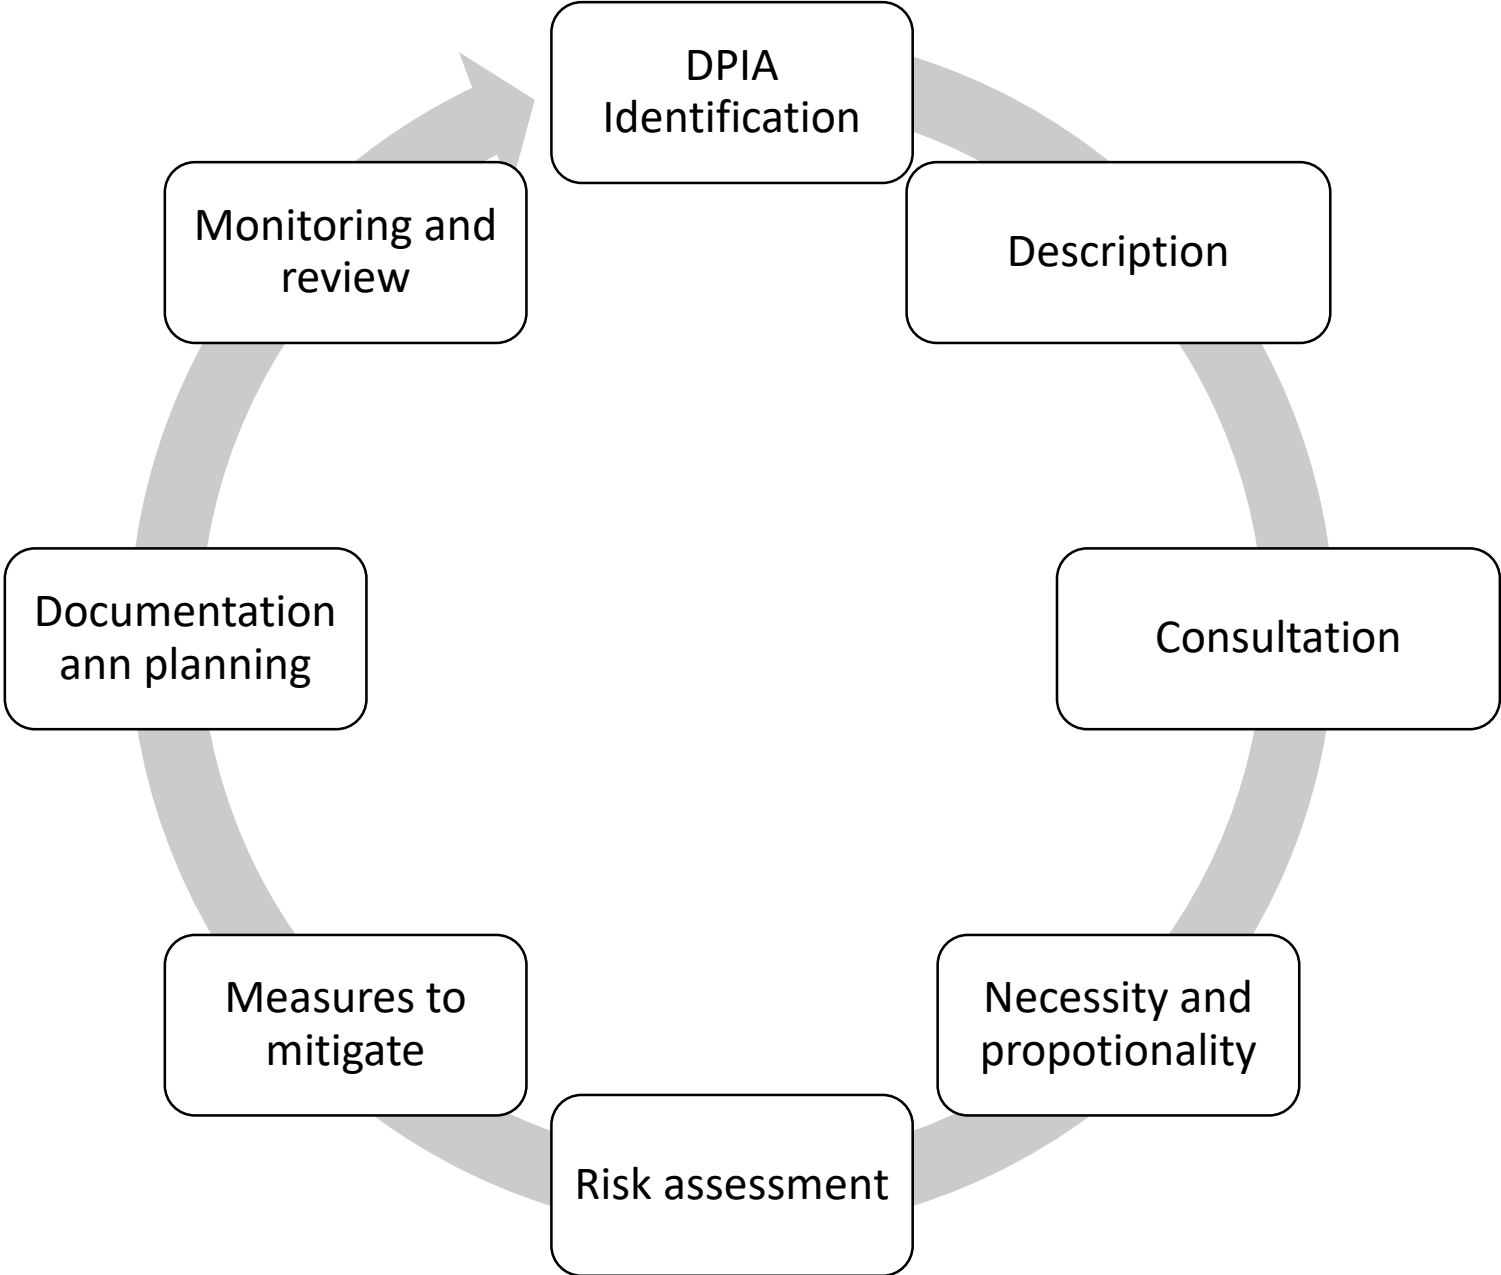 DPIA
Identification
Description
Consultation
Necessity and
propotionality
Risk assessment
Measures to
mitigate
Documentation
ann planning
Monitoring and
review